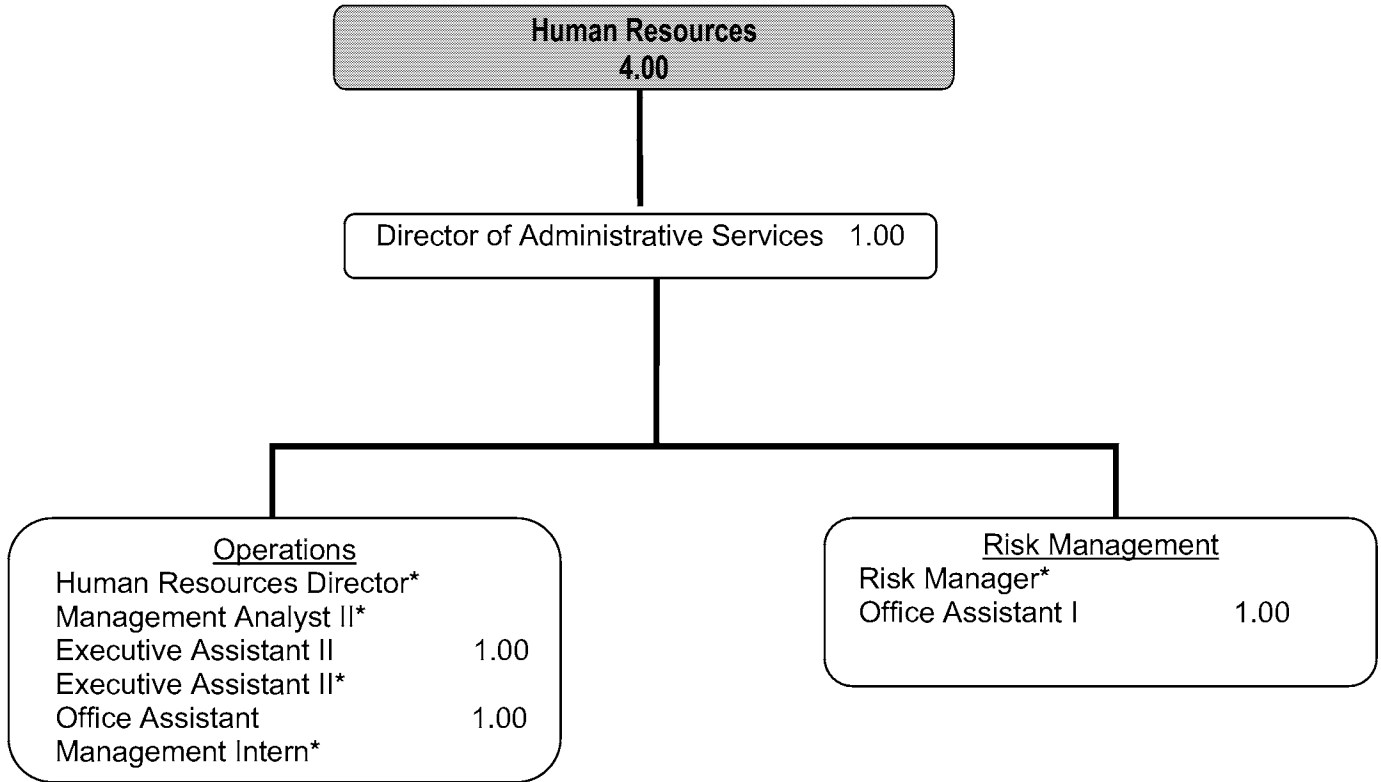 Human Resources
4.00
Director of Administrative Services 1.00
Operations
Human Resources Director*
Management Analyst II*
Executive Assistant II 1.00
Executive Assistant II*
Office Assistant 1.00
Management Intern*
Risk Management
Risk Manager*
Office Assistant I 1.00